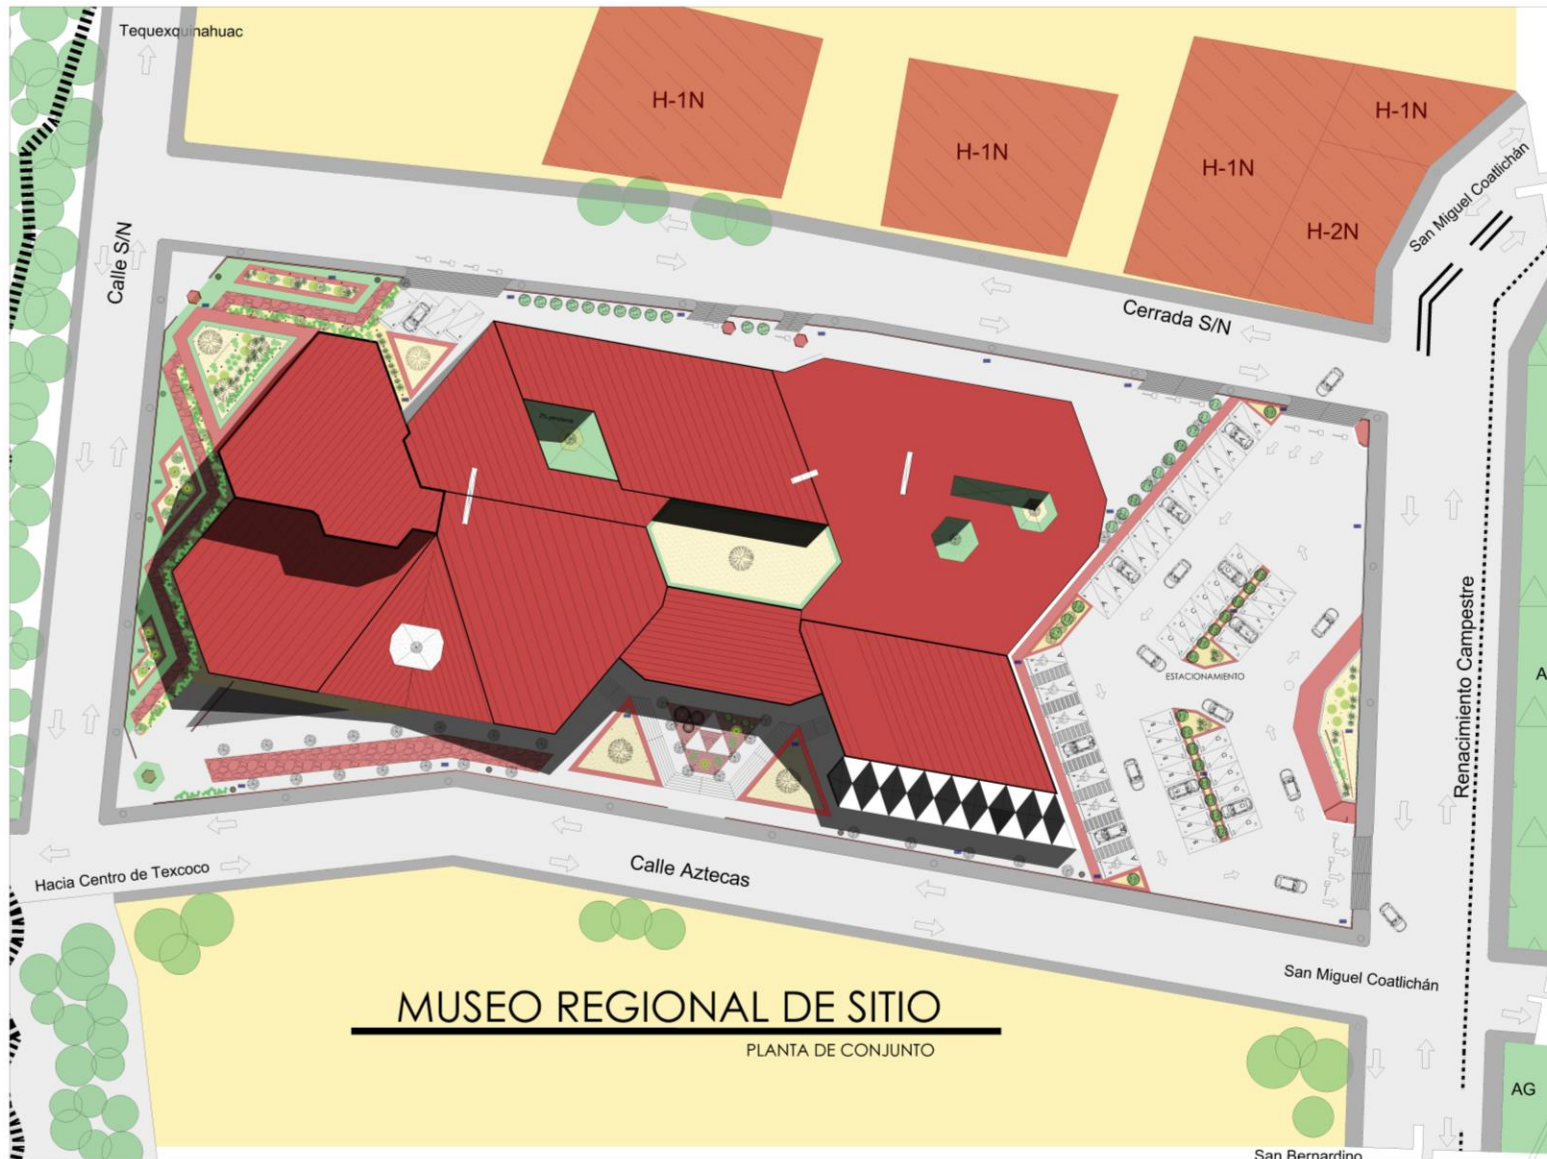 Tequexquinahuac
H-1N
H-1N
H-1N
H-1N
H-2N
San Miguel Coatlichán
Calle S/N
Cerrada S/N
ESTACIONAMIENTO
Renacimiento Campestre
A
Calle Aztecas
Hacia Centro de Texcoco
San Miguel Coatlichán
MUSEO REGIONAL DE SITIO
PLANTA DE CONJUNTO
AG
San Bernardino